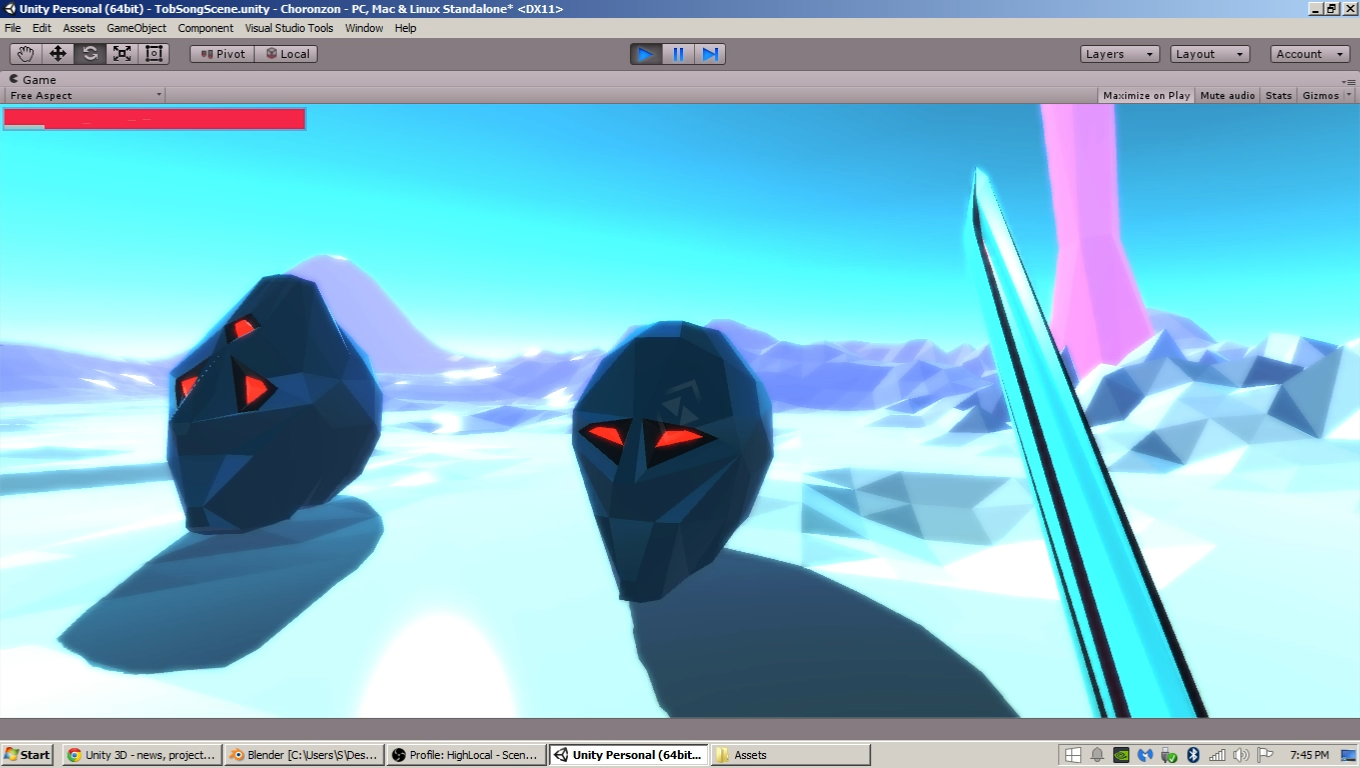 Unity Personal (64bit) - TobSongScene.unity - Choronzon - PC, Mac & Linux Standalone* <DX11>
File Edit Assets GameObject Component Visual Studio Tools Window Help
Pivot Local Layers Layout Account
Game
Free Aspect Maximize on Play Mute audio Stats Gizmos
Start Unity 3D - news, project... Blender [C:\Users\S\Des... Profile: HighLocal - Scen... Unity Personal (64bit... Assets 7:45 PM